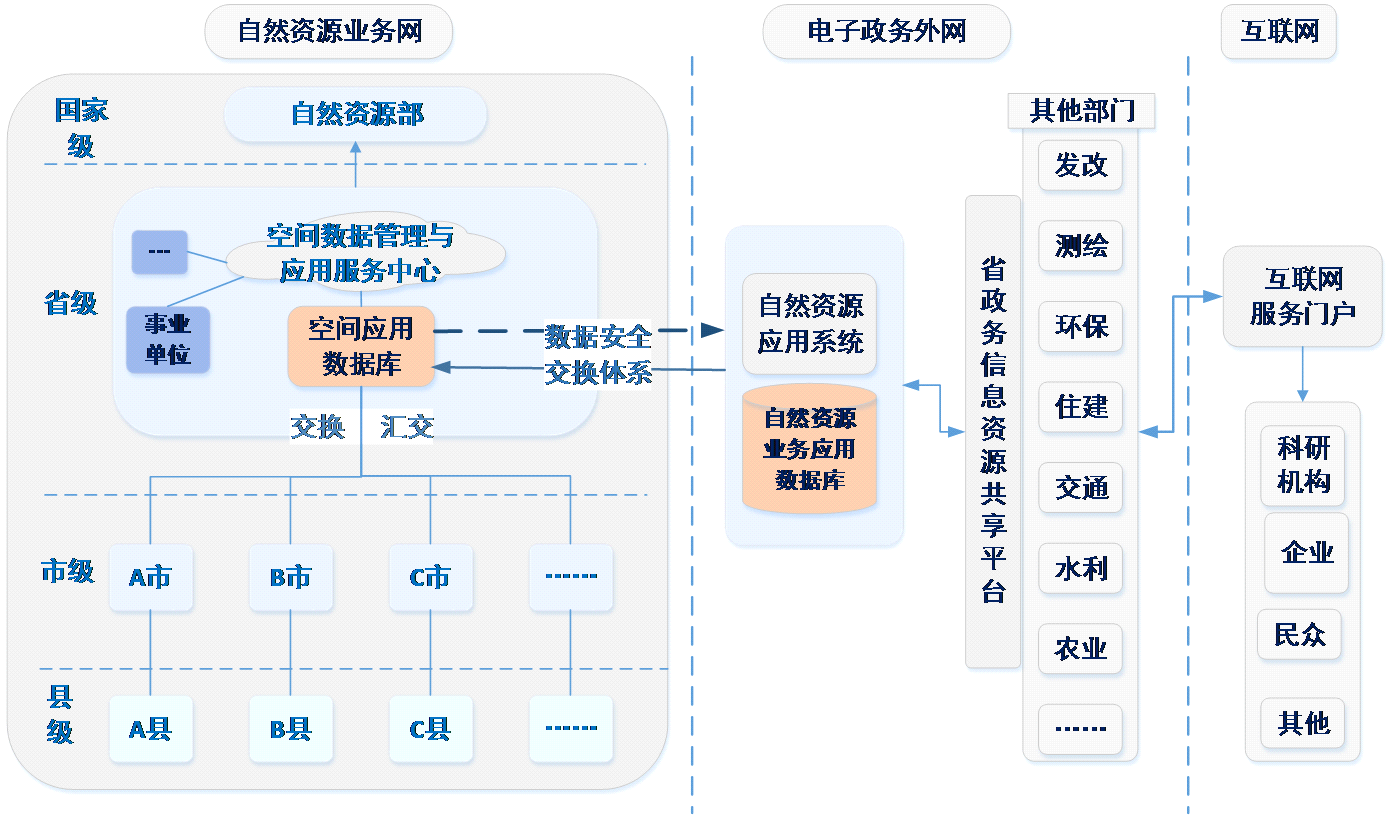 自然资源业务网
电子政务外网
互联网
国家
级
自然资源部
省级
---
空间数据管理与
应用服务中心
事业
单位
空间应用
数据库
交换
汇交
数据安全
交换体系
市级
A市
B市
C市
------
县
级
A县
B县
C县
------
自然资源
应用系统
自然资源
业务应用
数据库
省政务信息资源共享平台
其他部门
发改
测绘
环保
住建
交通
水利
农业
------
互联网
服务门户
科研
机构
企业
民众
其他